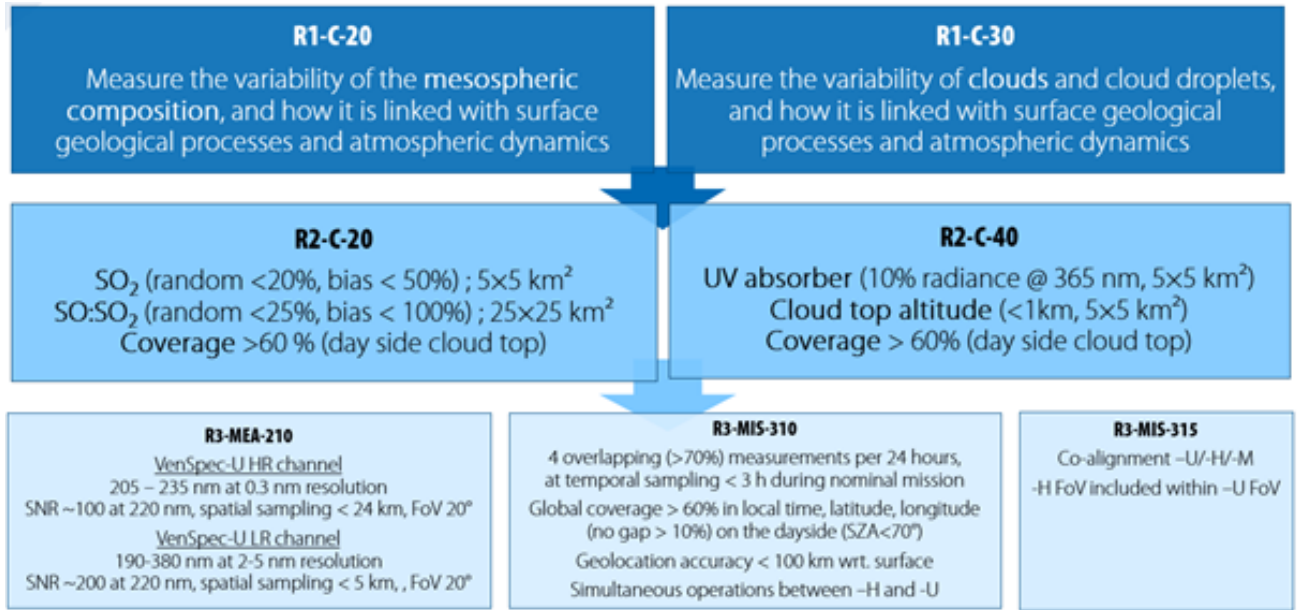 R1-C-20
Measure the variability of the mesospheric
composition, and how it is linked with surface
geological processes and atmospheric dynamics
R1-C-30
Measure the variability of clouds and cloud droplets,
and how it is linked with surface geological
processes and atmospheric dynamics
R2-C-20
SO₂ (random <20%, bias < 50%) ; 5×5 km²
SO:SO₂ (random <25%, bias < 100%) ; 25×25 km²
Coverage >60 % (day side cloud top)
R2-C-40
UV absorber (10% radiance @ 365 nm, 5×5 km²)
Cloud top altitude (<1km, 5×5 km²)
Coverage > 60% (day side cloud top)
R3-MEA-210
VenSpec-U HR channel
205 – 235 nm at 0.3 nm resolution
SNR ~100 at 220 nm, spatial sampling < 24 km, FoV 20°
VenSpec-U LR channel
190-380 nm at 2-5 nm resolution
SNR ~200 at 220 nm, spatial sampling < 5 km, , FoV 20°
R3-MIS-310
4 overlapping (>70%) measurements per 24 hours,
at temporal sampling < 3 h during nominal mission
Global coverage > 60% in local time, latitude, longitude
(no gap > 10%) on the dayside (SZA<70°)
Geolocation accuracy < 100 km wrt. surface
Simultaneous operations between –H and -U
R3-MIS-315
Co-alignment –U/-H/-M
-H FoV included within –U FoV